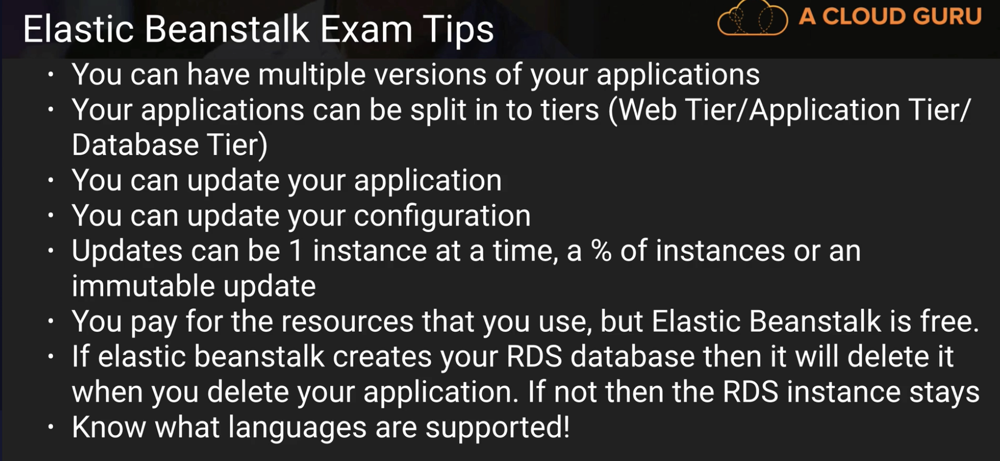 Elastic Beanstalk Exam Tips
A CLOUD GURU
• You can have multiple versions of your applications
• Your applications can be split in to tiers (Web Tier/Application Tier/
Database Tier)
• You can update your application
• You can update your configuration
• Updates can be 1 instance at a time, a % of instances or an
immutable update
• You pay for the resources that you use, but Elastic Beanstalk is free.
• If elastic beanstalk creates your RDS database then it will delete it
when you delete your application. If not then the RDS instance stays
• Know what languages are supported!